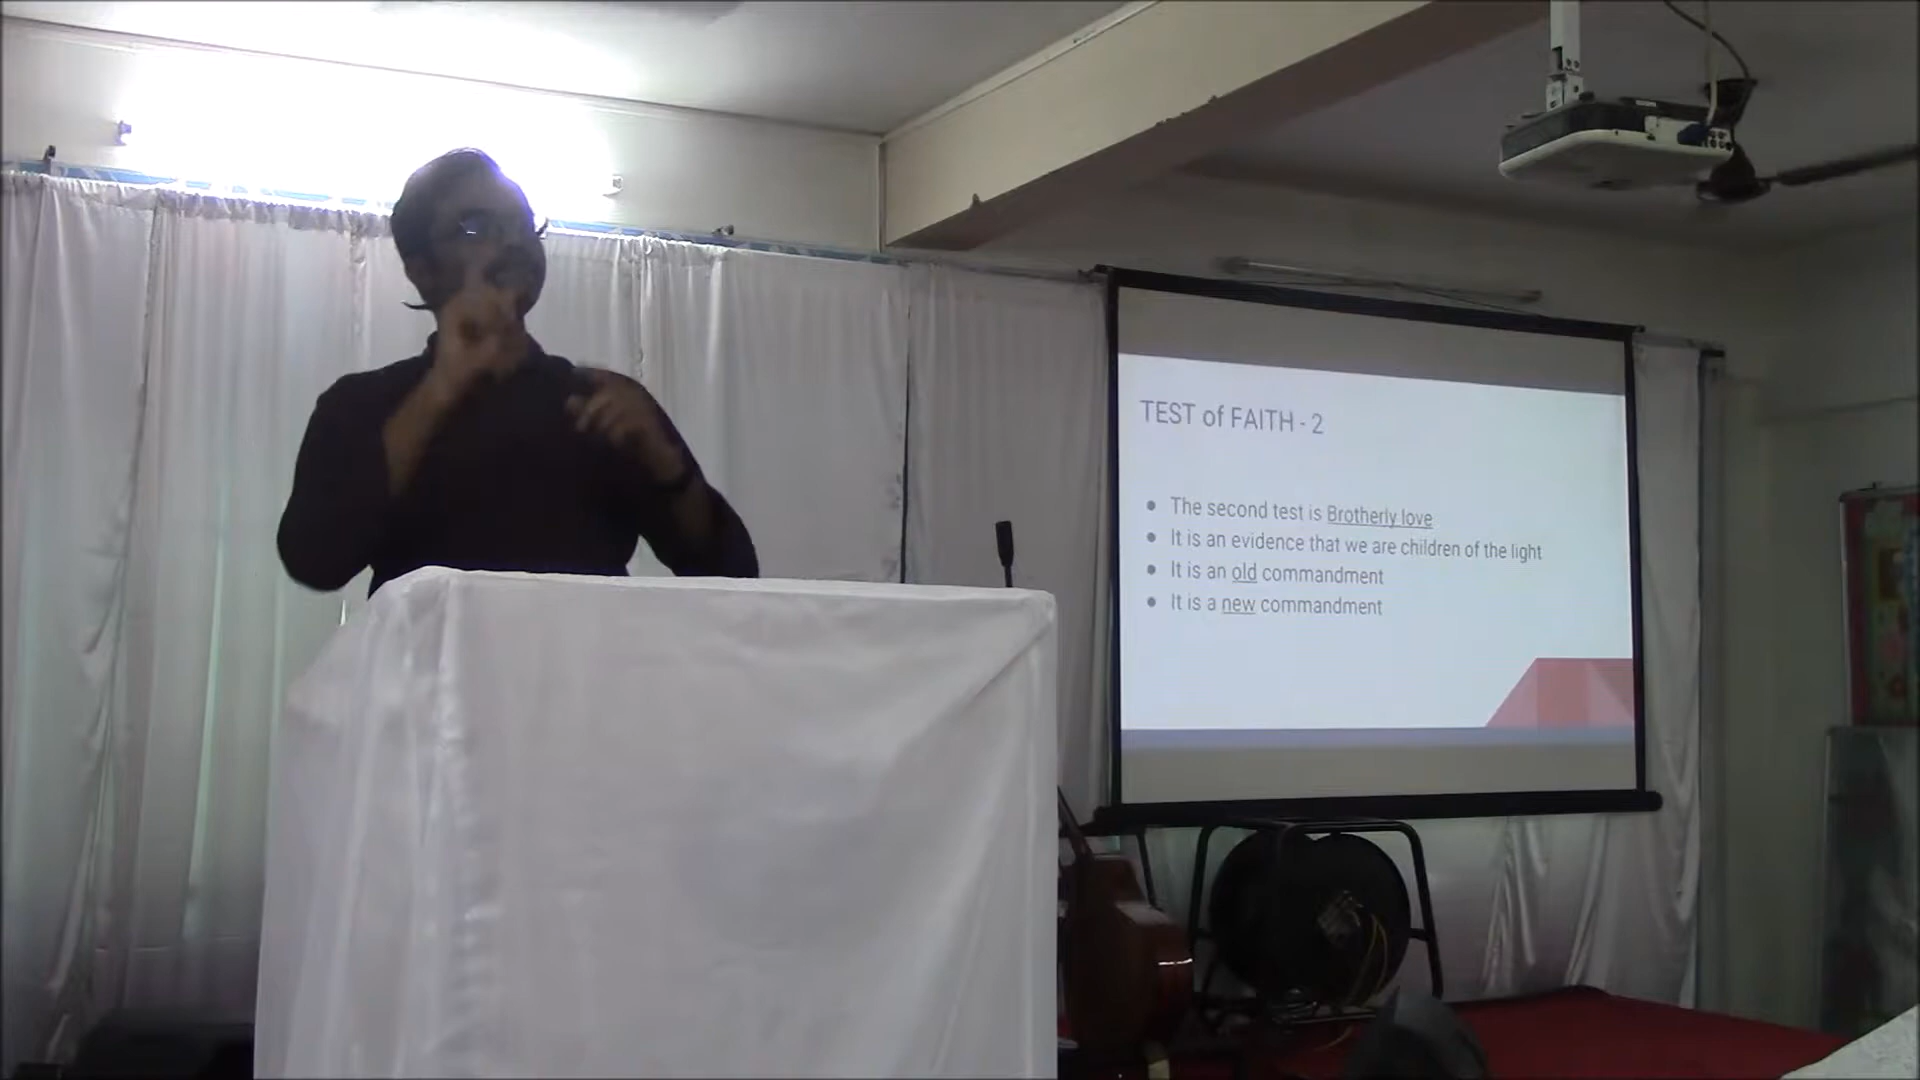 TEST of FAITH - 2
The second test is Brotherly love
It is an evidence that we are children of the light
It is an old commandment
It is a new commandment